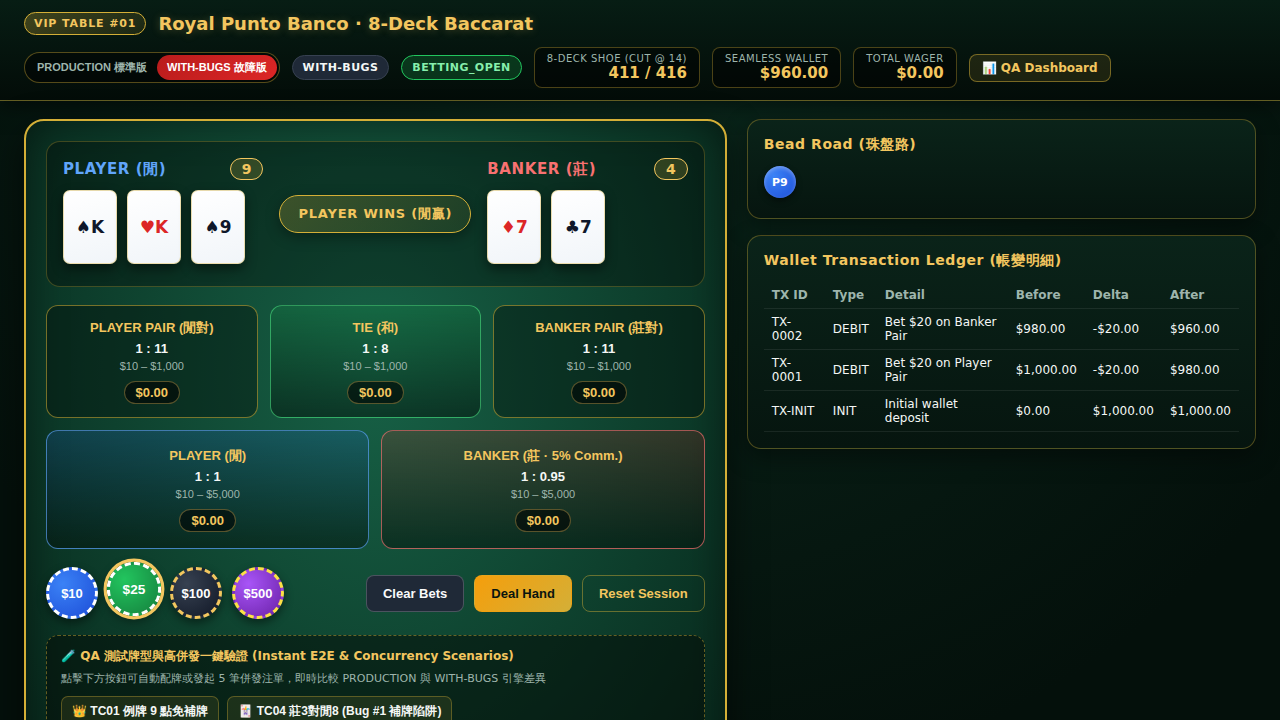 VIP TABLE #01
Royal Punto Banco · 8-Deck Baccarat
PRODUCTION 標準版
WITH-BUGS 故障版
WITH-BUGS
BETTING_OPEN
8-DECK SHOE (CUT @ 14)
411 / 416
SEAMLESS WALLET
$960.00
TOTAL WAGER
$0.00
📊 QA Dashboard
PLAYER (閒)
9
♠K
♥K
♠9
PLAYER WINS (閒贏)
BANKER (莊)
4
♦7
♣7
PLAYER PAIR (閒對)
1 : 11
$10 – $1,000
$0.00
TIE (和)
1 : 8
$10 – $1,000
$0.00
BANKER PAIR (莊對)
1 : 11
$10 – $1,000
$0.00
PLAYER (閒)
1 : 1
$10 – $5,000
$0.00
BANKER (莊 · 5% Comm.)
1 : 0.95
$10 – $5,000
$0.00
$10
$25
$100
$500
Clear Bets
Deal Hand
Reset Session
🧪 QA 測試牌型與高併發一鍵驗證 (Instant E2E & Concurrency Scenarios)
點擊下方按鈕可自動配牌或發起 5 筆併發注單，即時比較 PRODUCTION 與 WITH-BUGS 引擎差異
👑 TC01 例牌 9 點免補牌
🃏 TC04 莊3對閒8 (Bug #1 補牌陷阱)
Bead Road (珠盤路)
P9
Wallet Transaction Ledger (帳變明細)
TX ID Type Detail Before Delta After
TX-0002 DEBIT Bet $20 on Banker Pair $980.00 -$20.00 $960.00
TX-0001 DEBIT Bet $20 on Player Pair $1,000.00 -$20.00 $980.00
TX-INIT INIT Initial wallet deposit $0.00 $1,000.00 $1,000.00